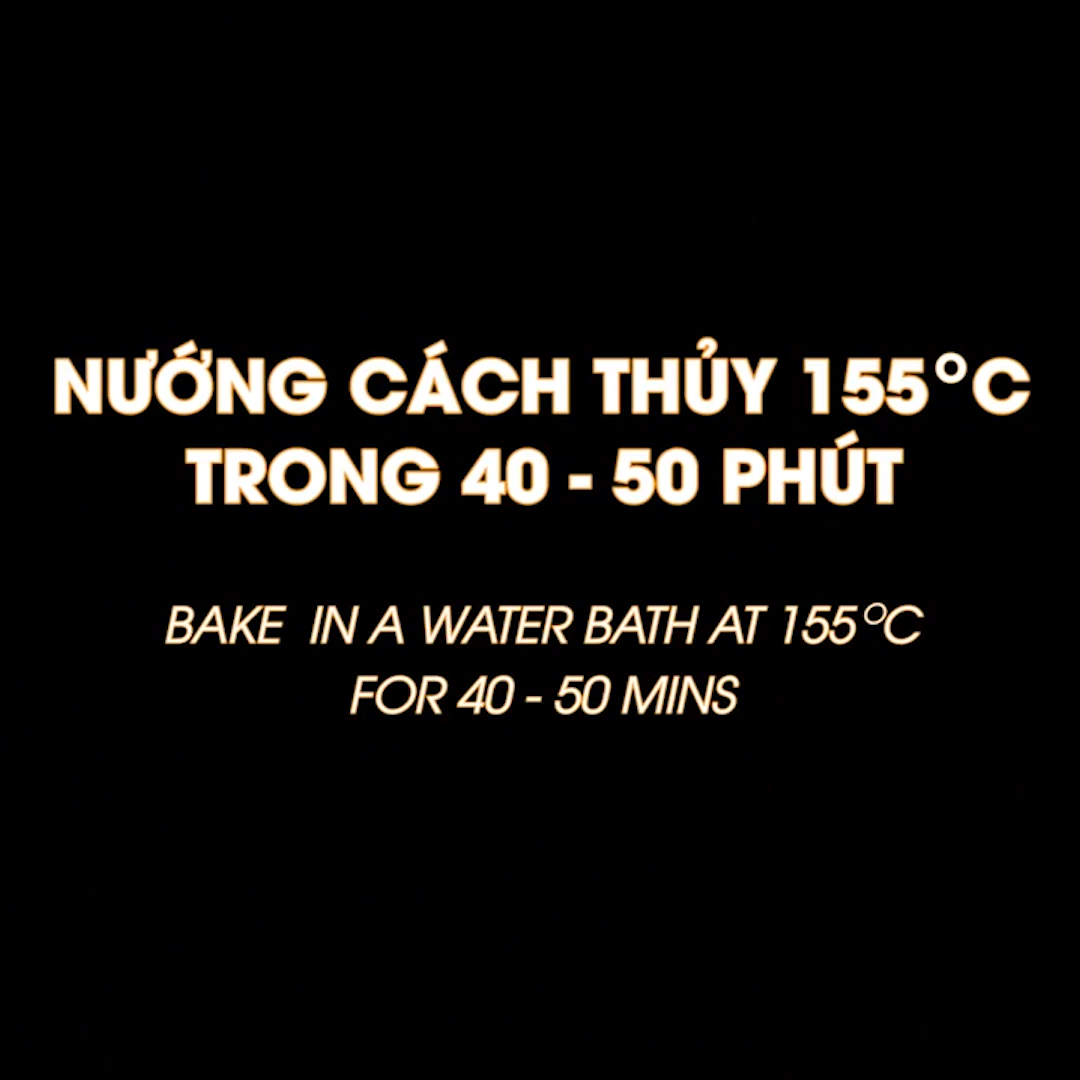 NƯỚNG CÁCH THỦY 155°C
TRONG 40 - 50 PHÚT
BAKE IN A WATER BATH AT 155°C
FOR 40 - 50 MINS